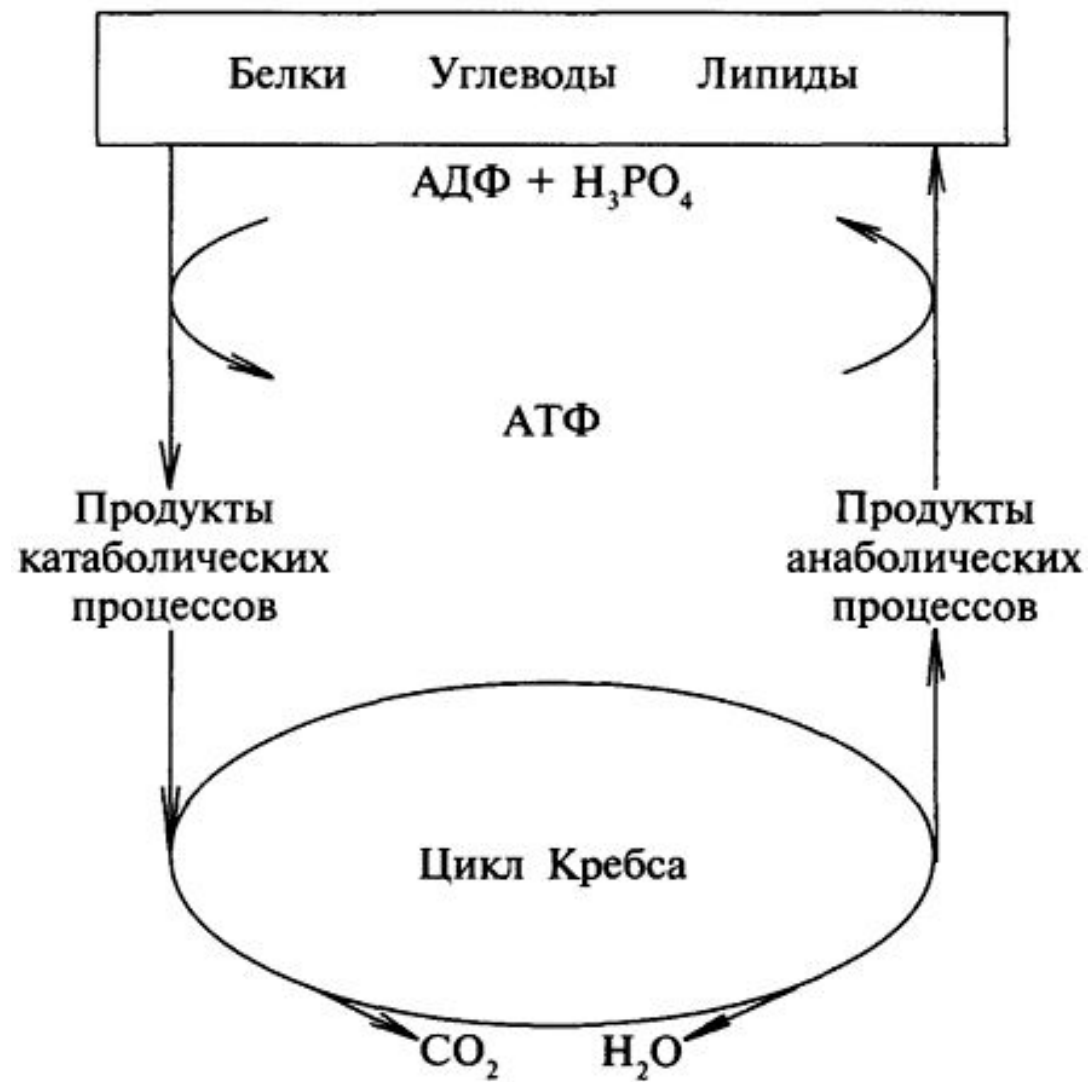 Белки Углеводы Липиды
АДФ + H₃PO₄
АТФ
Продукты
катаболических
процессов
Продукты
анаболических
процессов
Цикл Кребса
CO₂ H₂O